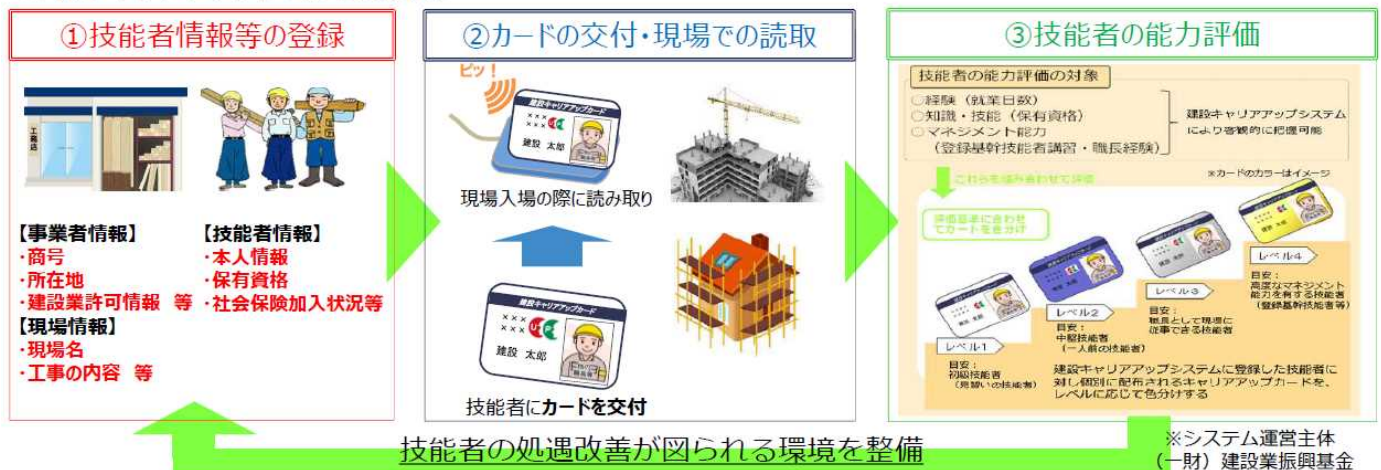 ①技能者情報等の登録
工務店
【事業者情報】
・商号
・所在地
・建設業許可情報 等
【現場情報】
・現場名
・工事の内容 等
【技能者情報】
・本人情報
・保有資格
・社会保険加入状況等
②カードの交付・現場での読取
ピッ!
建設キャリアアップカード
×××
×××
建設 太郎
現場入場の際に読み取り
建設キャリアアップカード
×××
×××
建設 太郎
技能者にカードを交付
③技能者の能力評価
技能者の能力評価の対象
○経験(就業日数)
○知識・技能(保有資格)
○マネジメント能力
(登録基幹技能者講習・職長経験)
建設キャリアアップシステム
により客観的に把握可能
これらを組み合わせて評価
※カードのカラーはイメージ
評価基準に合わせ
てカードを色分け
レベル4
目安:
高度なマネジメント
能力を有する技能者
(登録基幹技能者等)
レベル3
目安:
職長として現場に
従事できる技能者
レベル2
目安:
中堅技能者
(一人前の技能者)
レベル1
目安:
初級技能者
(見習いの技能者)
建設キャリアアップシステムに登録した技能者に
対し個別に配布されるキャリアアップカードを、
レベルに応じて色分けする
技能者の処遇改善が図られる環境を整備
※システム運営主体
(一財)建設業振興基金